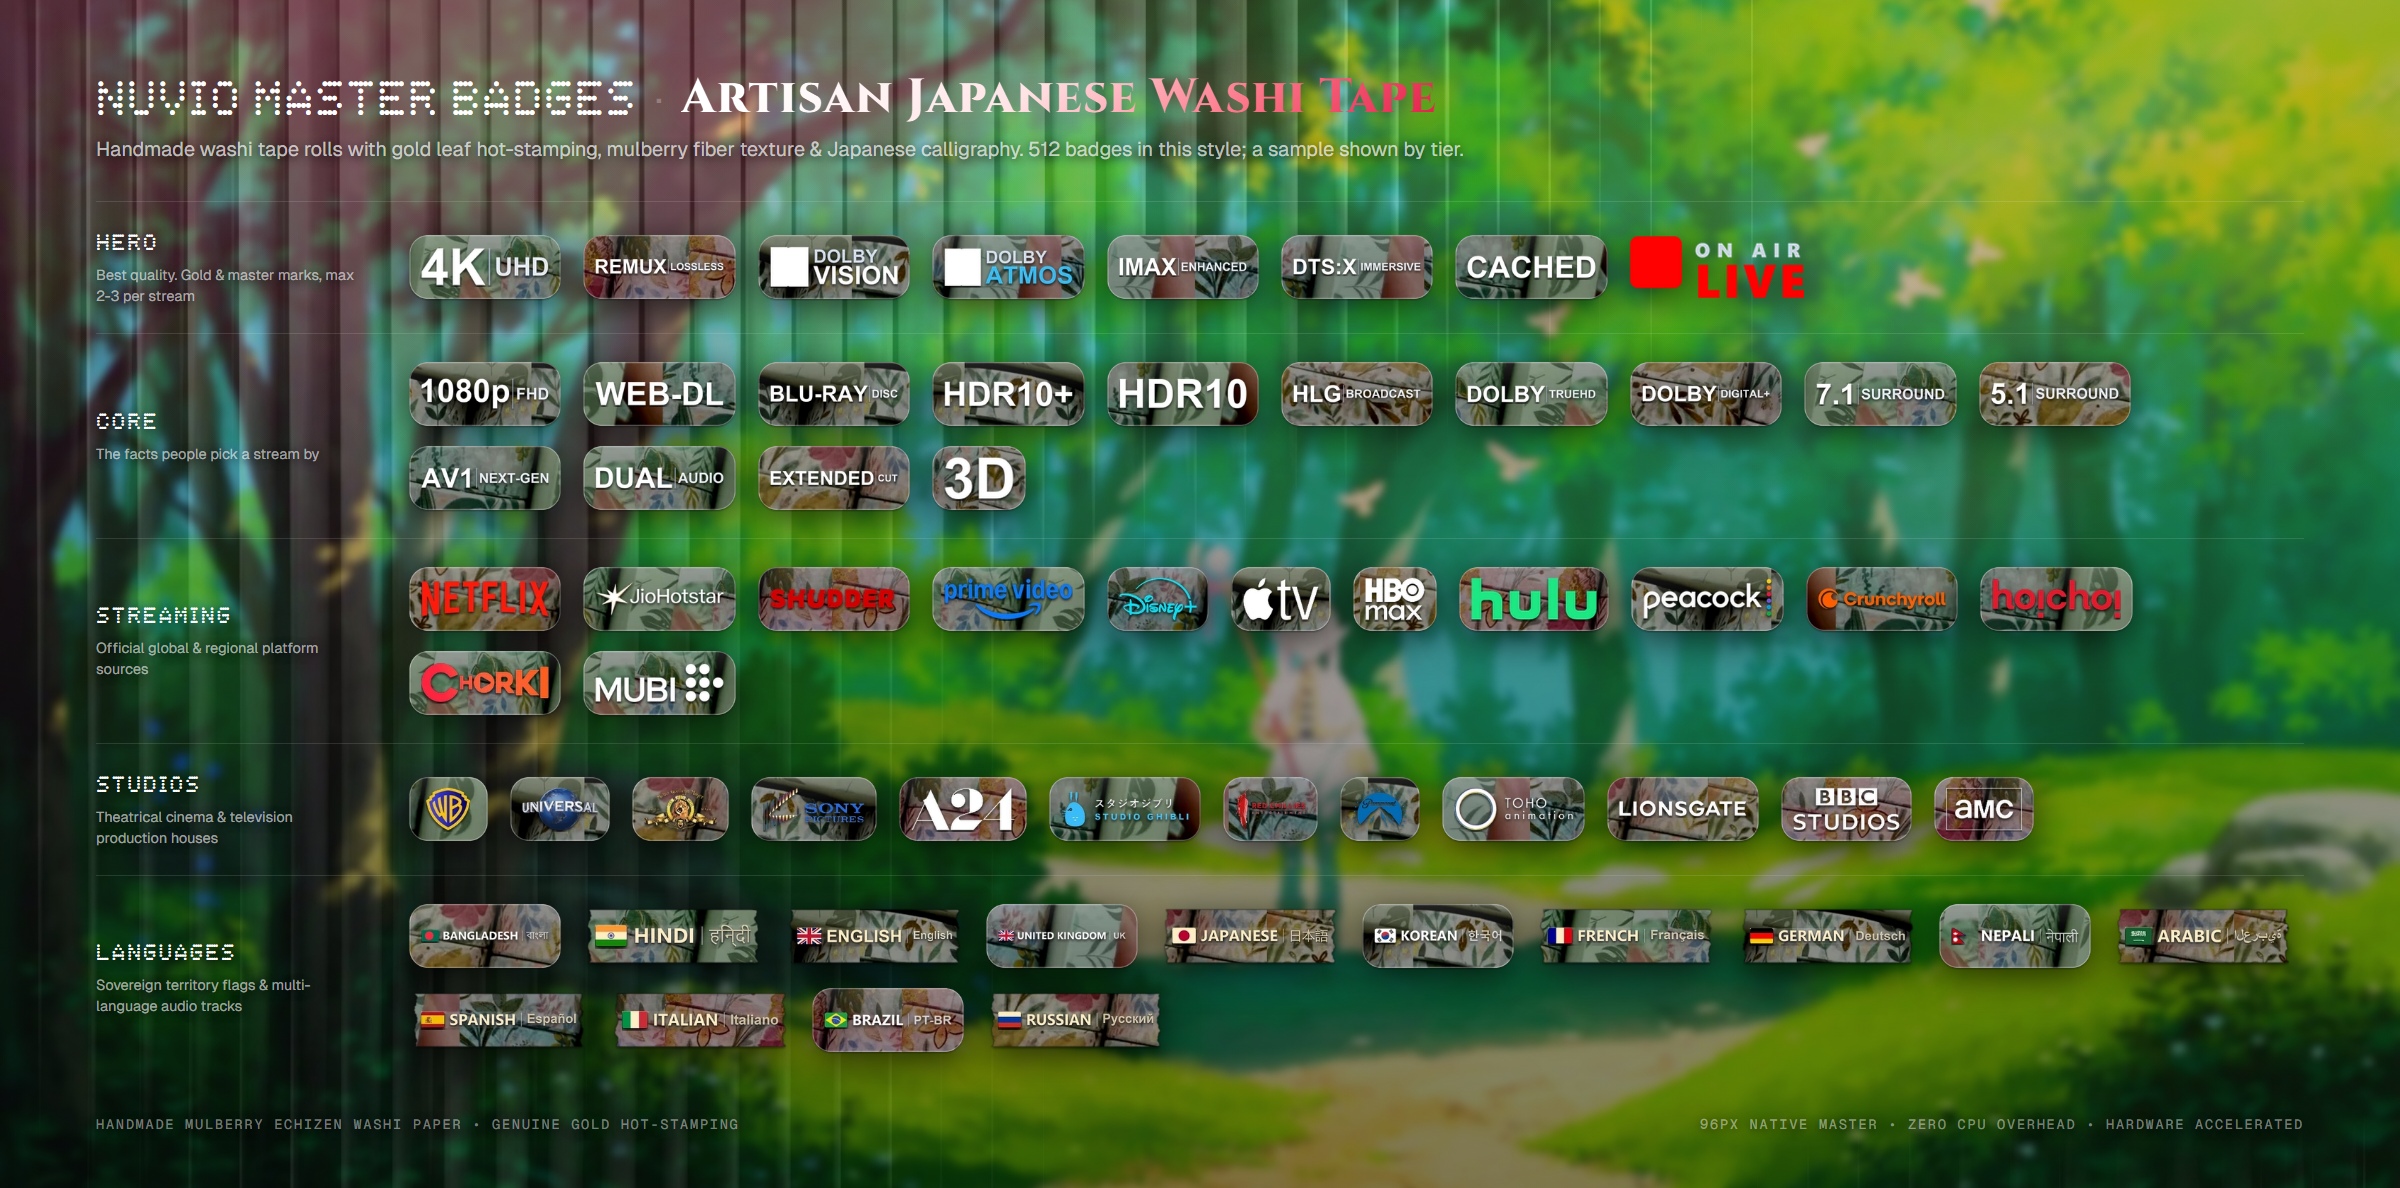 NUVIO MASTER BADGES · ARTISAN JAPANESE WASHI TAPE
Handmade washi tape rolls with gold leaf hot-stamping, mulberry fiber texture & Japanese calligraphy. 512 badges in this style; a sample shown by tier.
HERO
Best quality. Gold & master marks, max
2-3 per stream
4K UHD
REMUX LOSSLESS
DOLBY VISION
DOLBY ATMOS
IMAX ENHANCED
DTS:X IMMERSIVE
CACHED
ON AIR LIVE
CORE
The facts people pick a stream by
1080p FHD
WEB-DL
BLU-RAY DISC
HDR10+
HDR10
HLG BROADCAST
DOLBY TRUEHD
DOLBY DIGITAL+
7.1 SURROUND
5.1 SURROUND
AV1 NEXT-GEN
DUAL AUDIO
EXTENDED CUT
3D
STREAMING
Official global & regional platform
sources
NETFLIX
JioHotstar
SHUDDER
prime video
Disney+
tv
HBO max
hulu
peacock
Crunchyroll
hoichoi
CHORKI
MUBI
STUDIOS
Theatrical cinema & television
production houses
WB
UNIVERSAL
SONY PICTURES
A24
スタジオジブリ
STUDIO GHIBLI
TOHO animation
LIONSGATE
BBC STUDIOS
aMC
LANGUAGES
Sovereign territory flags & multi-
language audio tracks
BANGLADESH | বাংলা
HINDI | हिन्दी
ENGLISH | English
UNITED KINGDOM UK
JAPANESE | 日本語
KOREAN | 한국어
FRENCH | Français
GERMAN | Deutsch
NEPALI | नेपाली
ARABIC
SPANISH | Español
ITALIAN | Italiano
BRAZIL | PT-BR
RUSSIAN | Русский
HANDMADE MULBERRY ECHIZEN WASHI PAPER • GENUINE GOLD HOT-STAMPING
96PX NATIVE MASTER • ZERO CPU OVERHEAD • HARDWARE ACCELERATED